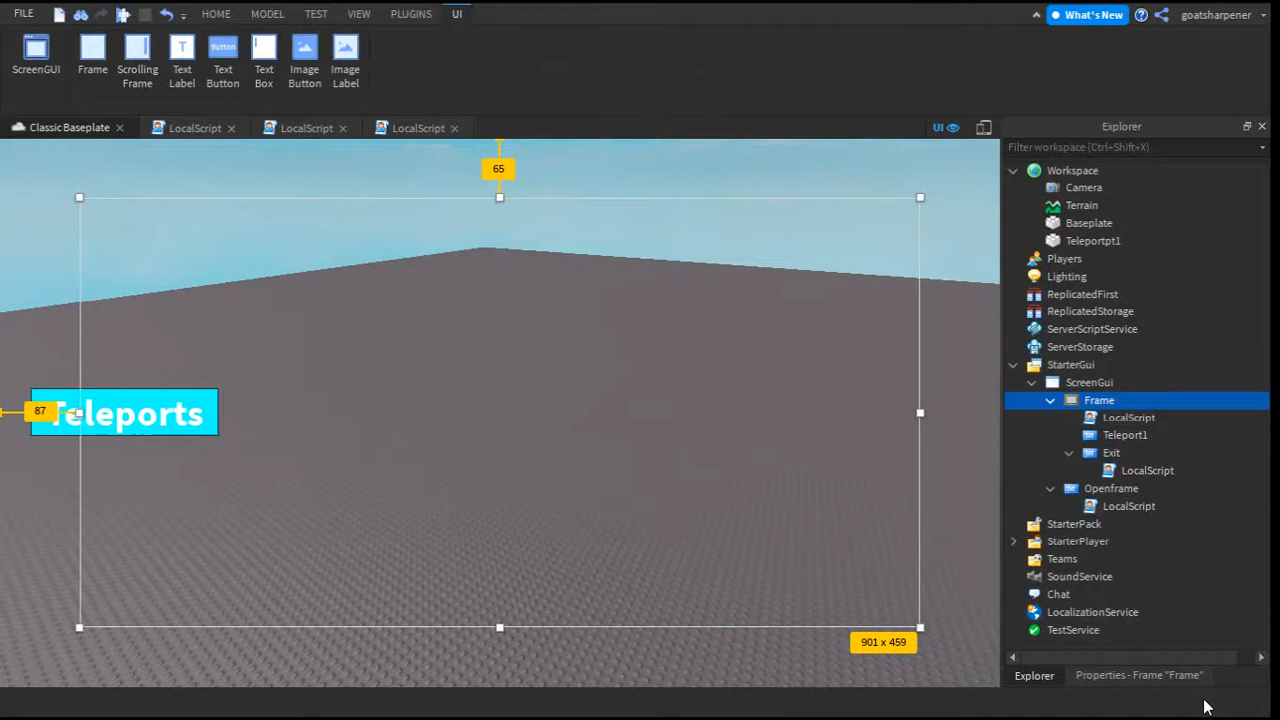 FILE
HOME
MODEL
TEST
VIEW
PLUGINS
UI
What's New
goatsharpener
ScreenGUI
Frame
Scrolling
Frame
Text
Label
Button
Text
Button
Text
Box
Image
Button
Image
Label
Classic Baseplate
LocalScript
LocalScript
LocalScript
UI
Explorer
Filter workspace (Ctrl+Shift+X)
65
Teleports
87
901 x 459
Workspace
Camera
Terrain
Baseplate
Teleportpt1
Players
Lighting
ReplicatedFirst
ReplicatedStorage
ServerScriptService
ServerStorage
StarterGui
ScreenGui
Frame
LocalScript
Teleport1
Exit
LocalScript
Openframe
LocalScript
StarterPack
StarterPlayer
Teams
SoundService
Chat
LocalizationService
TestService
Explorer
Properties - Frame "Frame"